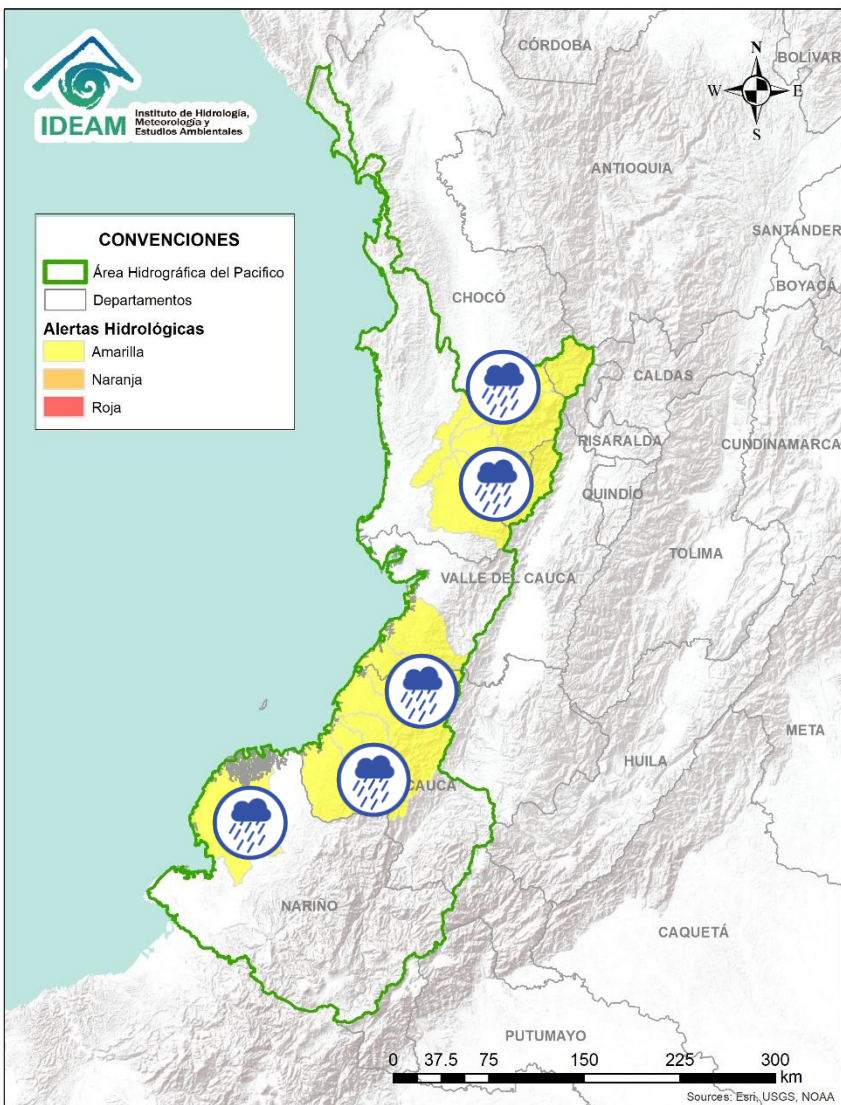 IDEAM
Instituto de Hidrología,
Meteorología y
Estudios Ambientales
CÓRDOBA
BOLÍVAR
N
W
E
S
ANTIOQUIA
CONVENCIONES
Área Hidrográfica del Pacifico
Departamentos
Alertas Hidrológicas
Amarilla
Naranja
Roja
SANTÁNDER
BOYACÁ
CHOCÓ
CALDAS
RISARALDA
CUNDINAMARCA
QUINDÍO
TOLIMA
VALLE DEL CAUCA
META
HUILA
CAUCA
NARIÑO
CAQUETÁ
PUTUMAYO
0 37.5 75 150 225 300
km
Sources: Esri, USGS, NOAA